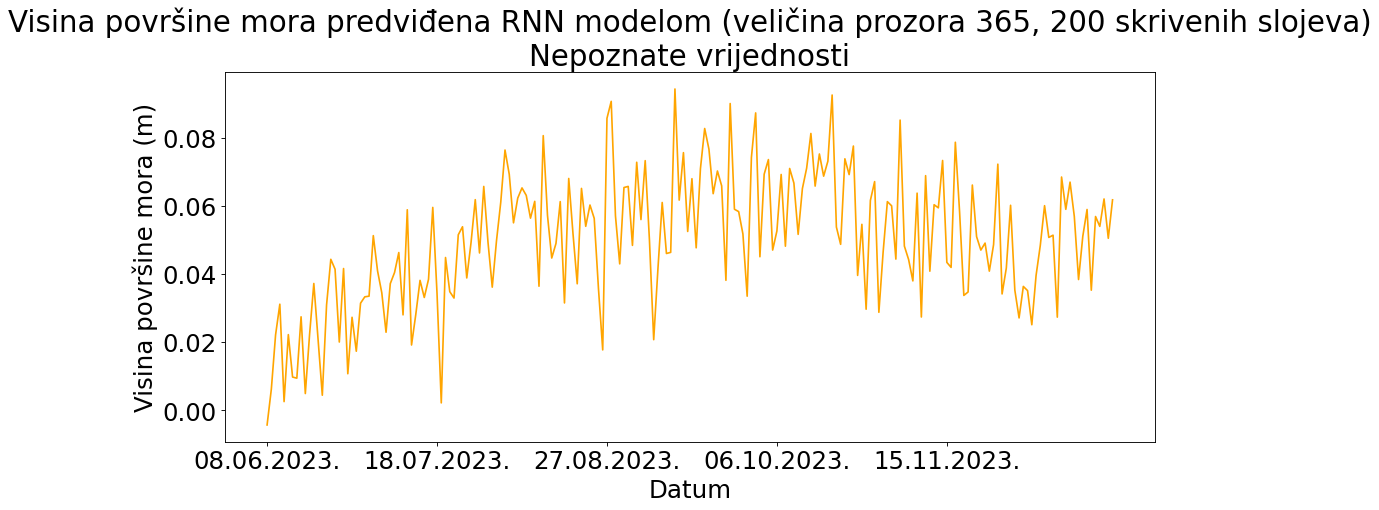 Visina površine mora predviđena RNN modelom (veličina prozora 365, 200 skrivenih slojeva)
Nepoznate vrijednosti
Visina površine mora (m)
0.08
0.06
0.04
0.02
0.00
08.06.2023. 18.07.2023. 27.08.2023. 06.10.2023. 15.11.2023.
Datum